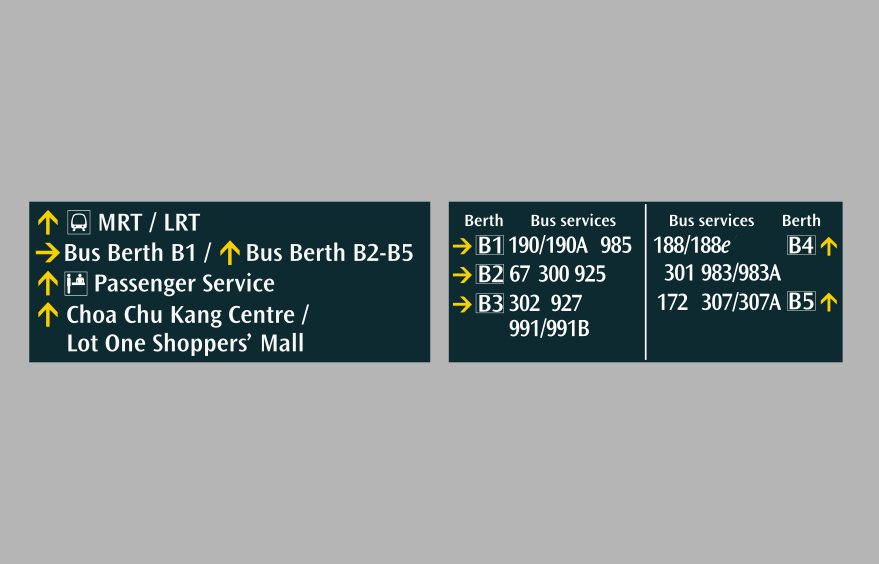 ↑ MRT / LRT
→ Bus Berth B1 / ↑ Bus Berth B2-B5
↑ Passenger Service
↑ Choa Chu Kang Centre /
Lot One Shoppers’ Mall
Berth Bus services
→ B1 190/190A 985
→ B2 67 300 925
→ B3 302 927
991/991B
Bus services Berth
188/188e B4 ↑
301 983/983A
172 307/307A B5 ↑